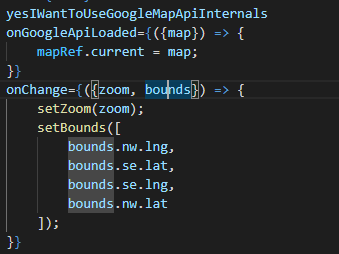 yesIWantToUseGoogleMapApiInternals
onGoogleApiLoaded={({map}) => {
    mapRef.current = map;
}}
onChange={({zoom, bounds}) => {
    setZoom(zoom);
    setBounds([
        bounds.nw.lng,
        bounds.se.lat,
        bounds.se.lng,
        bounds.nw.lat
    ]);
}}